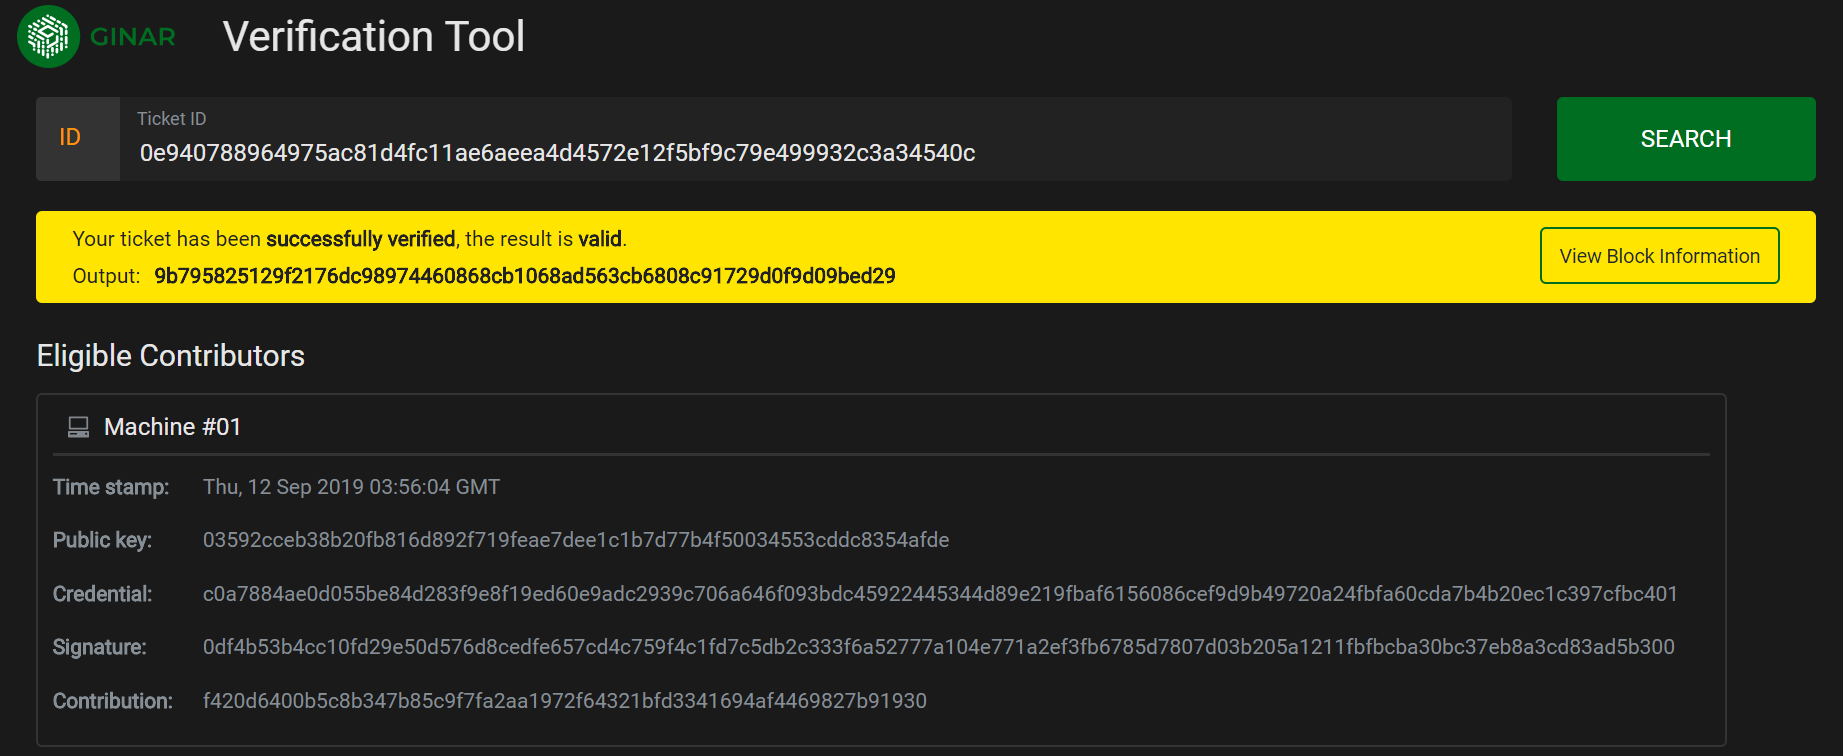 GINAR
Verification Tool
ID
Ticket ID
0e940788964975ac81d4fc11ae6aeea4d4572e12f5bf9c79e499932c3a34540c
SEARCH
Your ticket has been successfully verified, the result is valid.
Output: 9b795825129f2176dc98974460868cb1068ad563cb6808c91729d0f9d09bed29
View Block Information
Eligible Contributors
Machine #01
Time stamp: Thu, 12 Sep 2019 03:56:04 GMT
Public key: 03592cceb38b20fb816d892f719feae7dee1c1b7d77b4f50034553cddc8354afde
Credential: c0a7884ae0d055be84d283f9e8f19ed60e9adc2939c706a646f093bdc45922445344d89e219fbaf6156086cef9d9b49720a24fbfa60cda7b4b20ec1c397cfbc401
Signature: 0df4b53b4cc10fd29e50d576d8cedfe657cd4c759f4c1fd7c5db2c333f6a52777a104e771a2ef3fb6785d7807d03b205a1211fbfbcba30bc37eb8a3cd83ad5b300
Contribution: f420d6400b5c8b347b85c9f7fa2aa1972f64321bfd3341694af4469827b91930